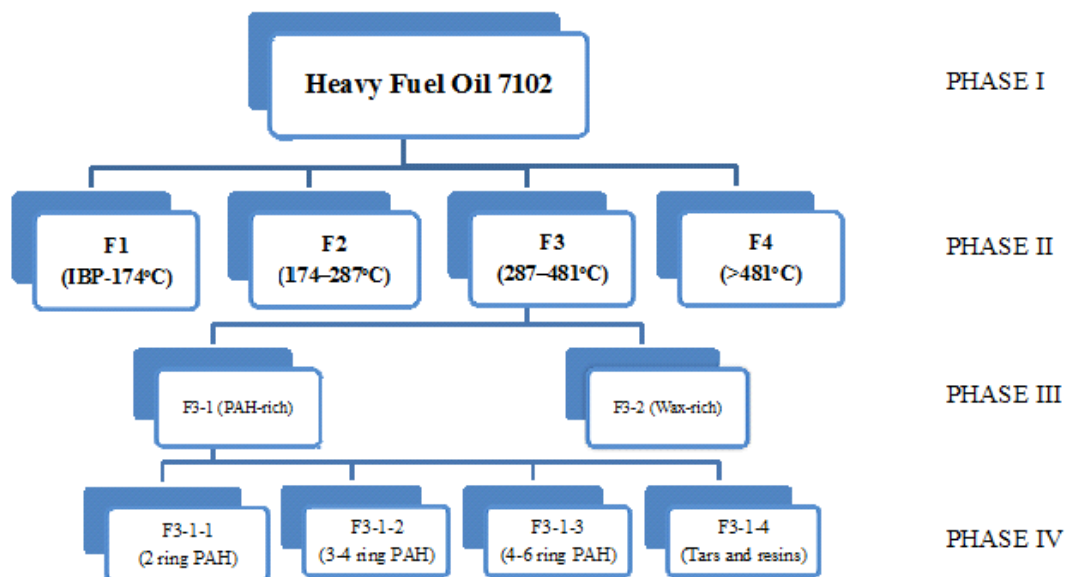 Heavy Fuel Oil 7102
PHASE I
F1
(IBP-174°C)
F2
(174–287°C)
F3
(287–481°C)
F4
(>481°C)
PHASE II
F3-1 (PAH-rich)
F3-2 (Wax-rich)
PHASE III
F3-1-1
(2 ring PAH)
F3-1-2
(3-4 ring PAH)
F3-1-3
(4-6 ring PAH)
F3-1-4
(Tars and resins)
PHASE IV